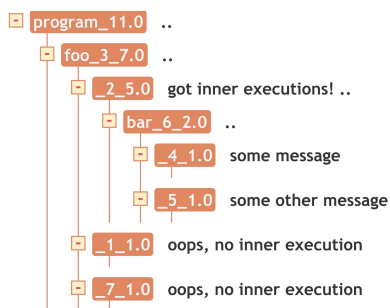 program_11.0 ..
foo_3_7.0 ..
_2_5.0 got inner executions! ..
bar_6_2.0 ..
_4_1.0 some message
_5_1.0 some other message
_1_1.0 oops, no inner execution
_7_1.0 oops, no inner execution